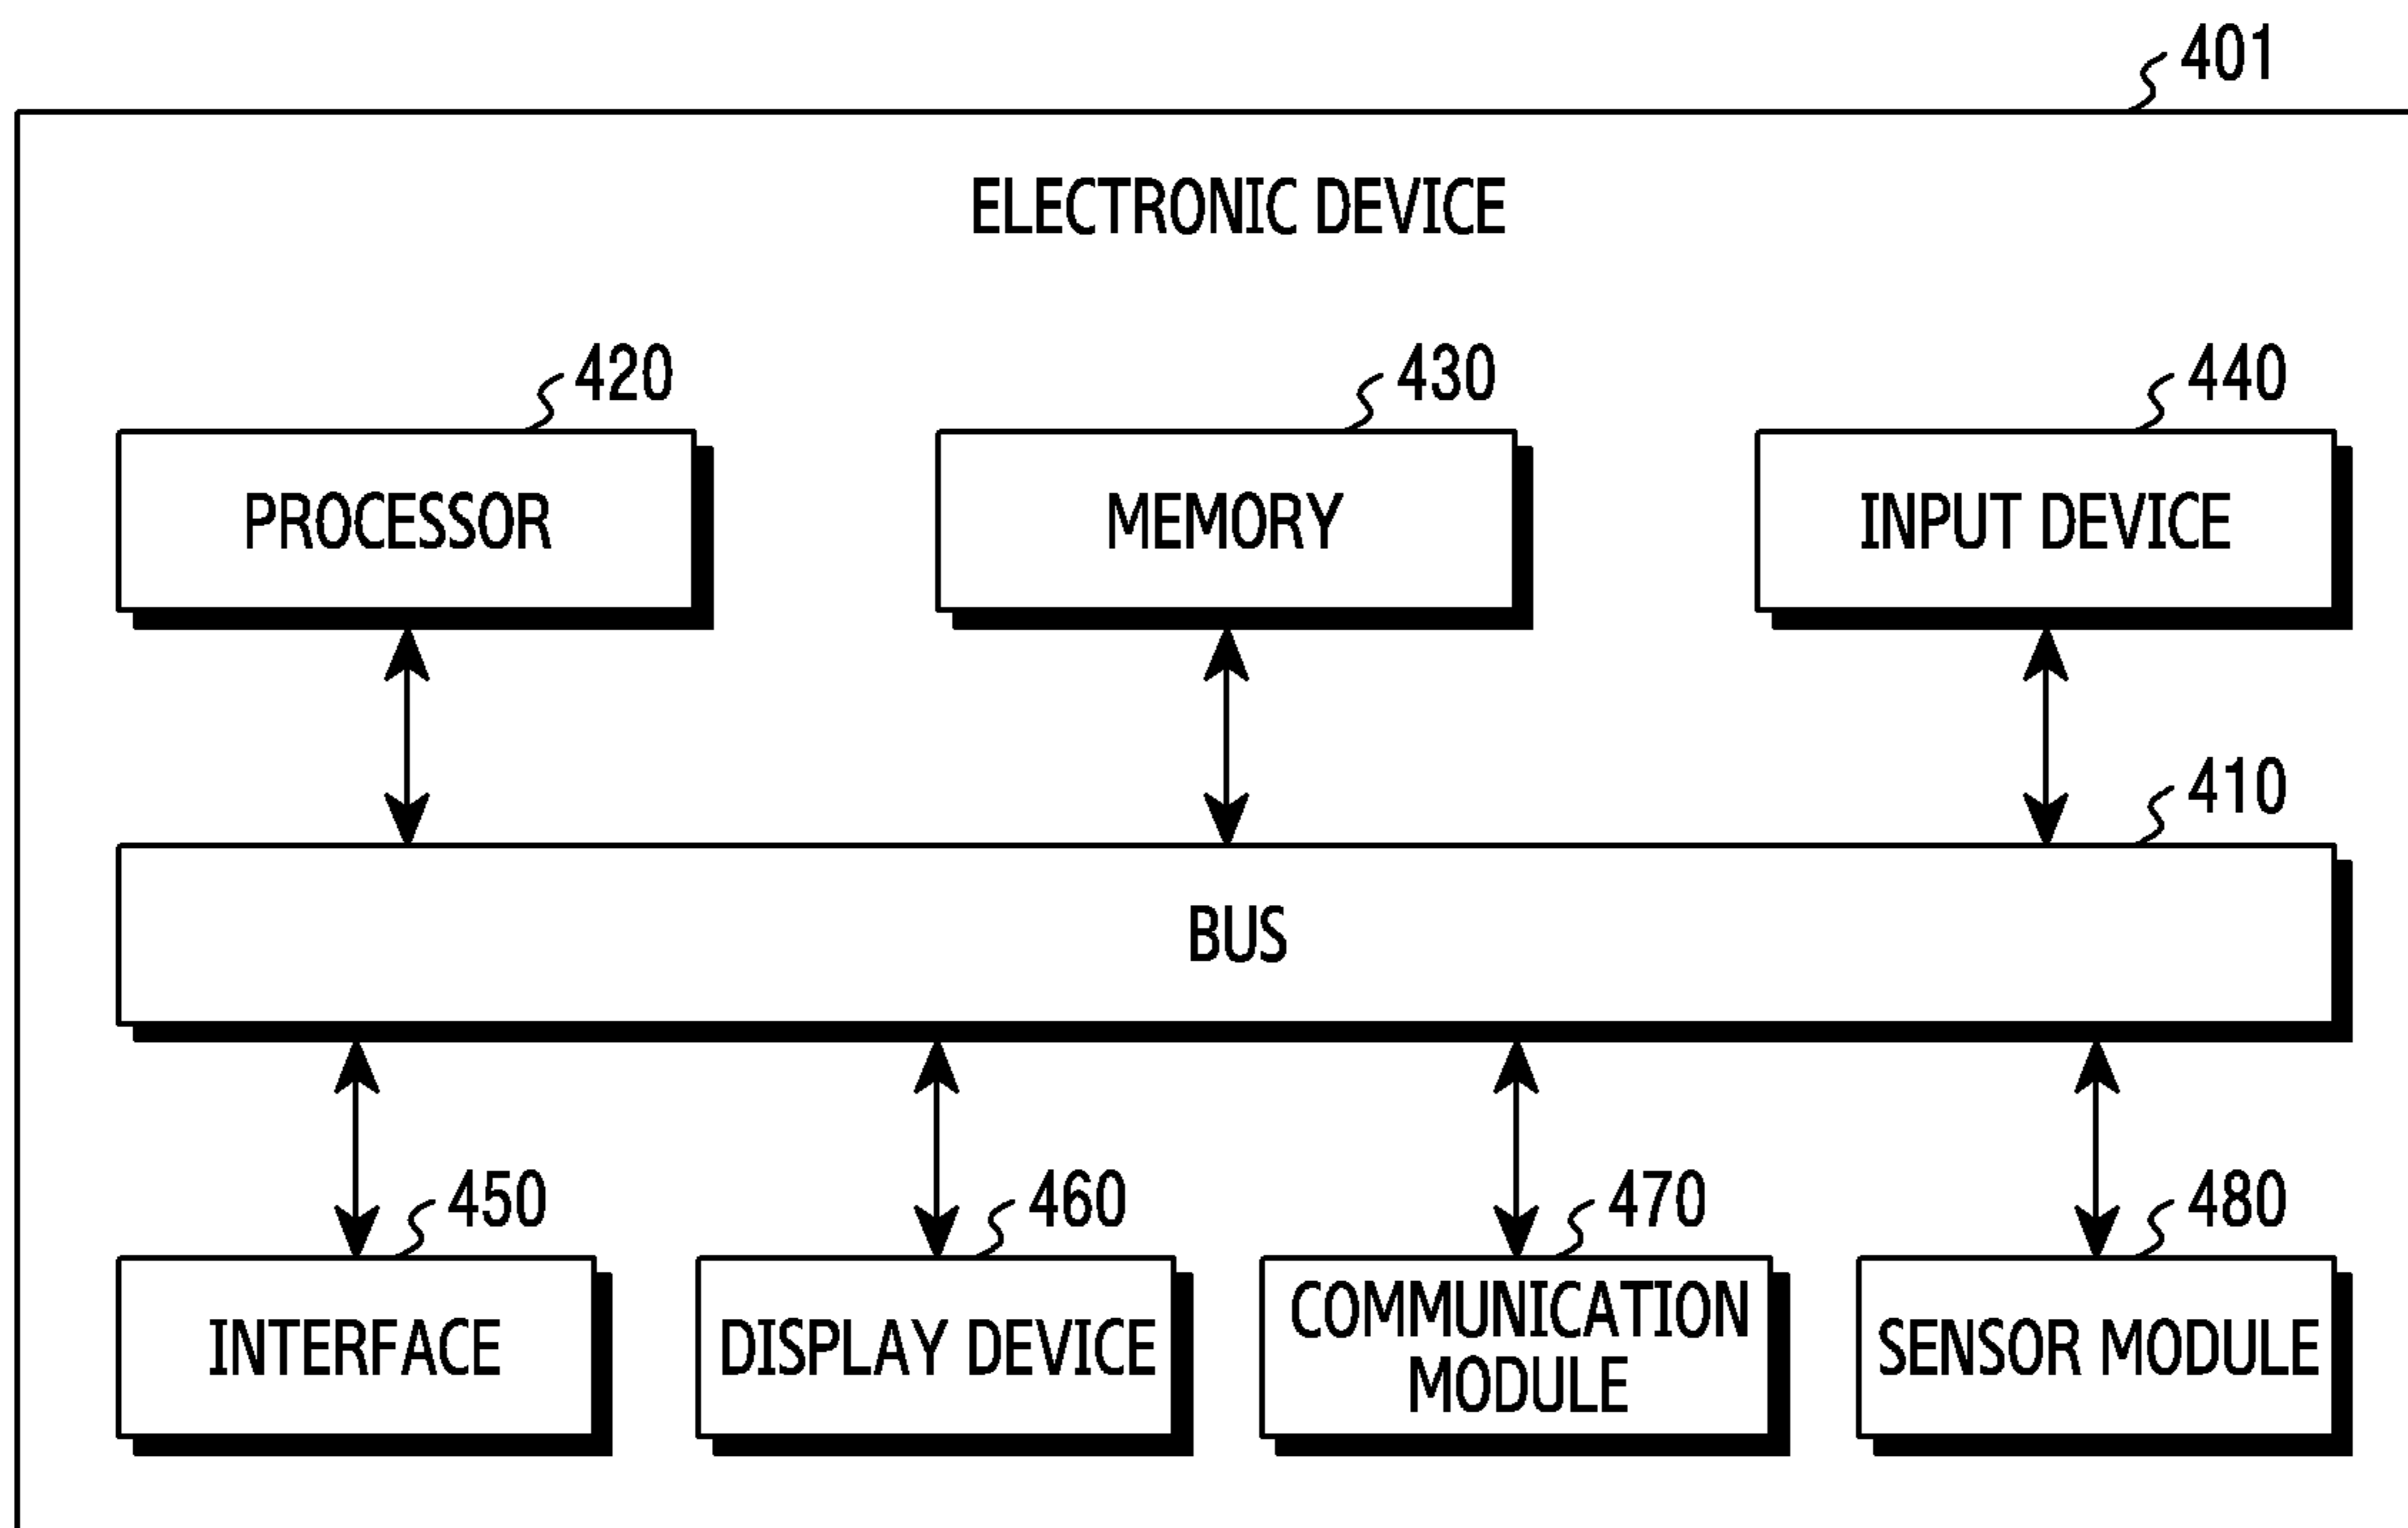 401
ELECTRONIC DEVICE
420
430
440
PROCESSOR
MEMORY
INPUT DEVICE
410
BUS
450
460
470
480
INTERFACE
DISPLAY DEVICE
COMMUNICATION
MODULE
SENSOR MODULE